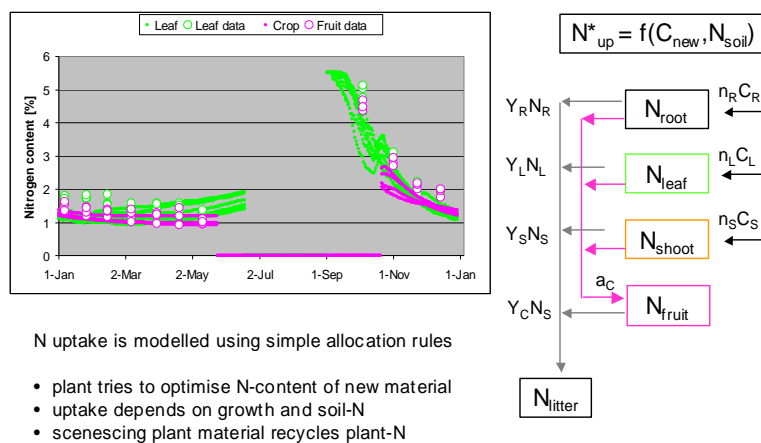 Leaf Leaf data Crop Fruit data
Nitrogen content [%]
6
5
4
3
2
1
0
1-Jan 2-Mar 2-May 2-Jul 1-Sep 1-Nov 1-Jan
N*up = f(Cnew,Nsoil)
YRNR Nroot nRCR
YLNL Nleaf nLCL
YSNS Nshoot nSCS
aC
YCNS Nfruit
Nlitter
N uptake is modelled using simple allocation rules
• plant tries to optimise N-content of new material
• uptake depends on growth and soil-N
• scenescing plant material recycles plant-N